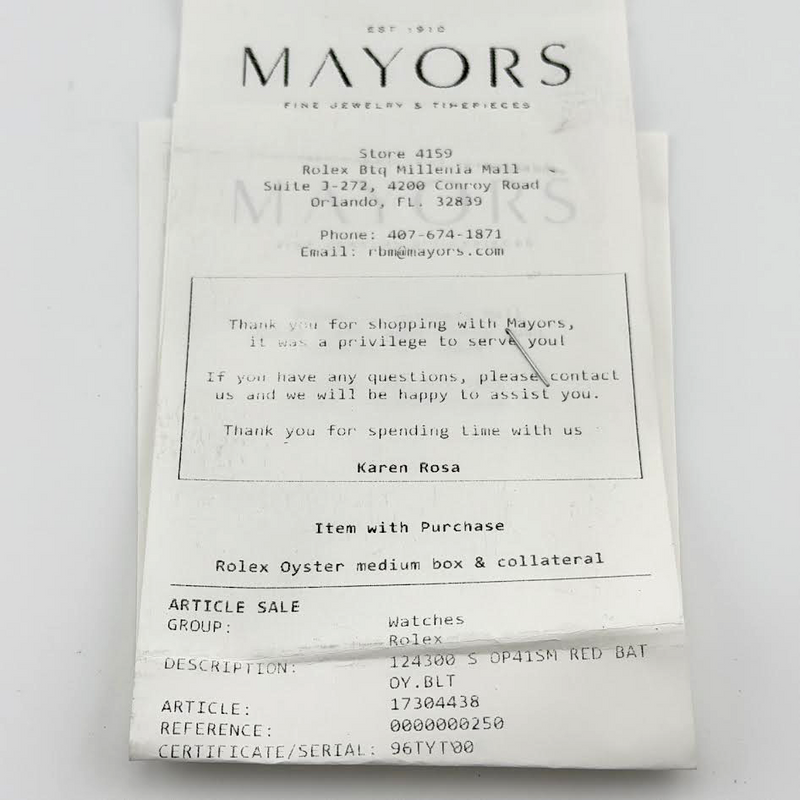 EST 1910
MAYORS
FINE JEWELRY & TIMEPIECES
Store 4159
Rolex Btq Millenia Mall
Suite J-272, 4200 Conroy Road
Orlando, FL. 32839
Phone: 407-674-1871
Email: rbm@mayors.com
Thank you for shopping with Mayors,
it was a privilege to serve you!
If you have any questions, please contact
us and we will be happy to assist you.
Thank you for spending time with us
Karen Rosa
Item with Purchase
Rolex Oyster medium box & collateral
ARTICLE SALE
GROUP: Watches
Rolex
DESCRIPTION: 124300 S OP41SM RED BAT
OY.BLT
ARTICLE: 17304438
REFERENCE: 0000000250
CERTIFICATE/SERIAL: